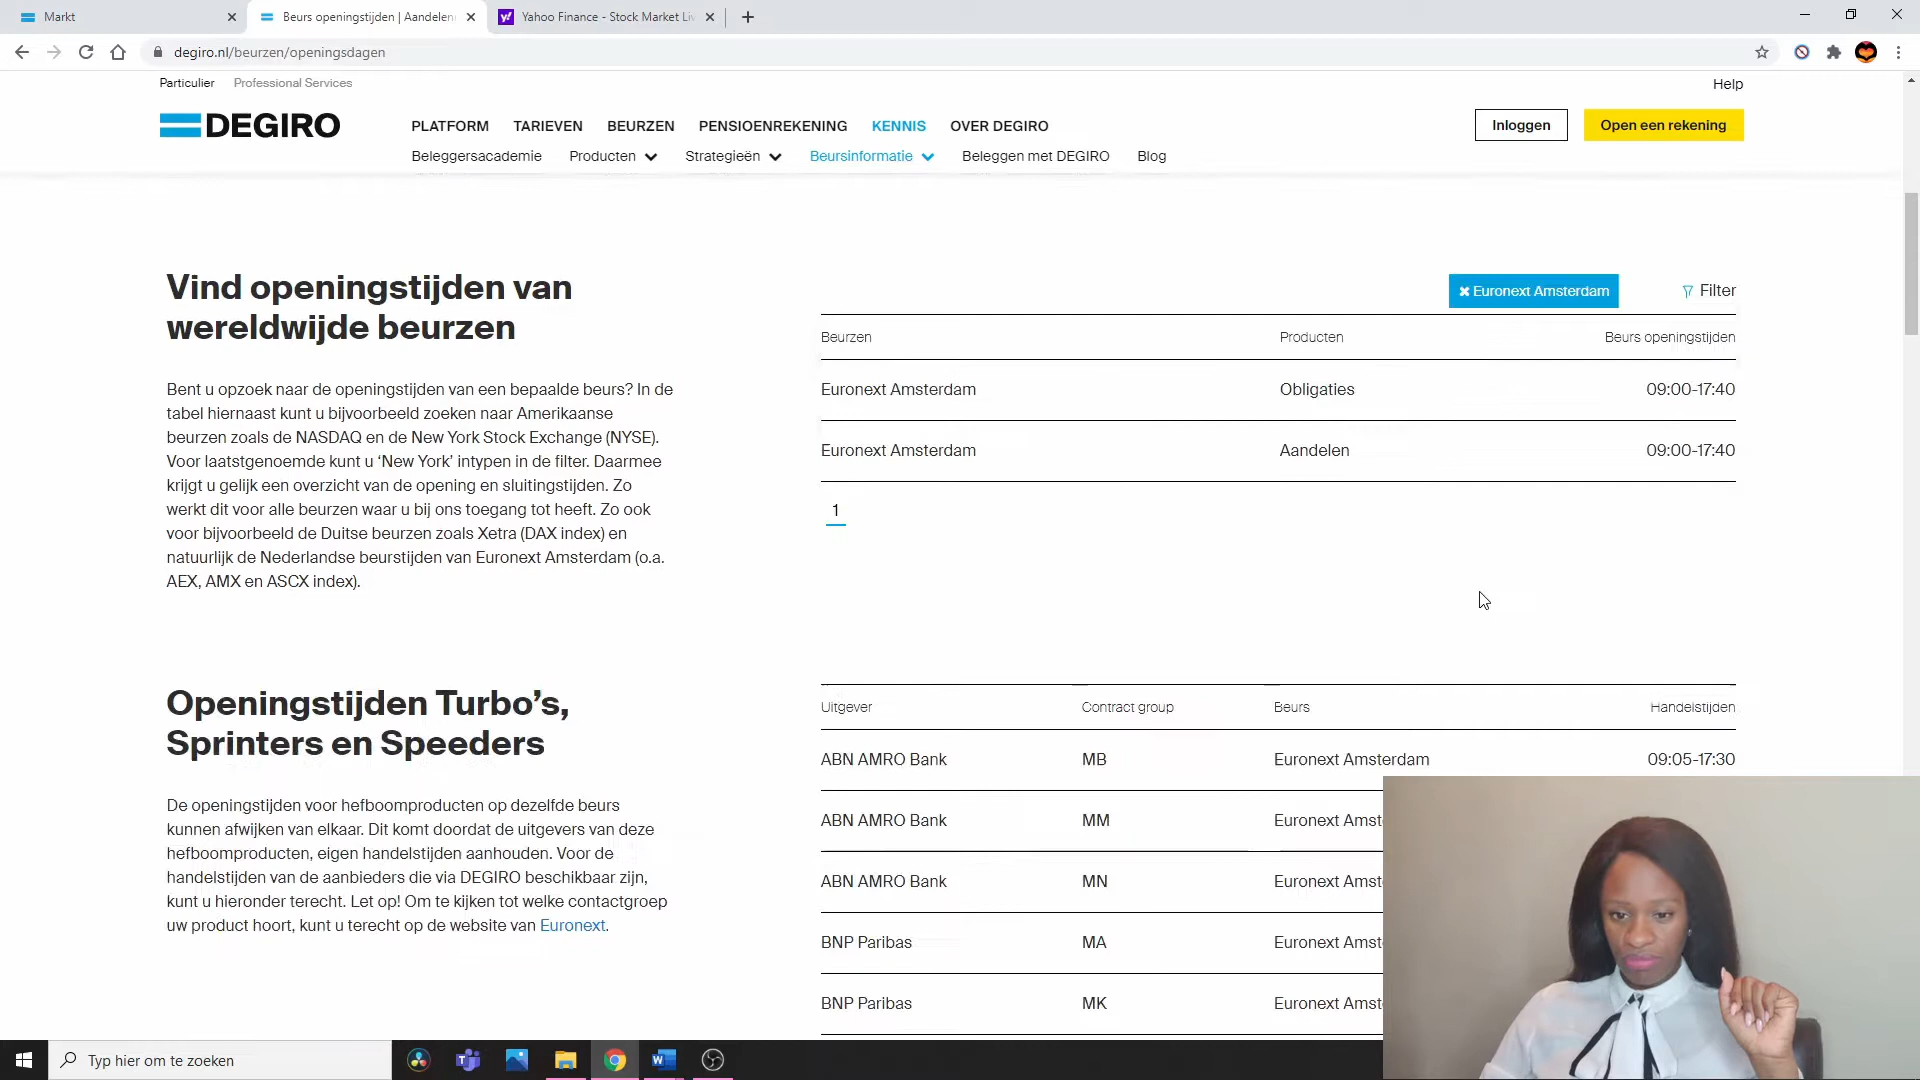 Markt
Beurs openingstijden | Aandelen
Yahoo Finance - Stock Market Li
degiro.nl/beurzen/openingsdagen
Particulier Professional Services
Help
DEGIRO
PLATFORM TARIEVEN BEURZEN PENSIOENREKENING KENNIS OVER DEGIRO
Inloggen
Open een rekening
Beleggersacademie Producten Strategieën Beursinformatie Beleggen met DEGIRO Blog
Vind openingstijden van
wereldwijde beurzen
Bent u opzoek naar de openingstijden van een bepaalde beurs? In de
tabel hiernaast kunt u bijvoorbeeld zoeken naar Amerikaanse
beurzen zoals de NASDAQ en de New York Stock Exchange (NYSE).
Voor laatstgenoemde kunt u ‘New York’ intypen in de filter. Daarmee
krijgt u gelijk een overzicht van de opening en sluitingstijden. Zo
werkt dit voor alle beurzen waar u bij ons toegang tot heeft. Zo ook
voor bijvoorbeeld de Duitse beurzen zoals Xetra (DAX index) en
natuurlijk de Nederlandse beurstijden van Euronext Amsterdam (o.a.
AEX, AMX en ASCX index).
Euronext Amsterdam
Filter
Beurzen Producten Beurs openingstijden
Euronext Amsterdam Obligaties 09:00-17:40
Euronext Amsterdam Aandelen 09:00-17:40
1
Openingstijden Turbo’s,
Sprinters en Speeders
De openingstijden voor hefboomproducten op dezelfde beurs
kunnen afwijken van elkaar. Dit komt doordat de uitgevers van deze
hefboomproducten, eigen handelstijden aanhouden. Voor de
handelstijden van de aanbieders die via DEGIRO beschikbaar zijn,
kunt u hieronder terecht. Let op! Om te kijken tot welke contactgroep
uw product hoort, kunt u terecht op de website van Euronext.
Uitgever Contract group Beurs Handelstijden
ABN AMRO Bank MB Euronext Amsterdam 09:05-17:30
ABN AMRO Bank MM Euronext Amst
ABN AMRO Bank MN Euronext Amst
BNP Paribas MA Euronext Amst
BNP Paribas MK Euronext Amst
Typ hier om te zoeken